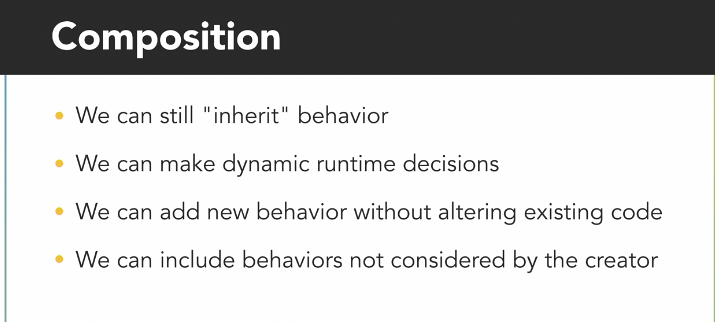 Composition
• We can still "inherit" behavior
• We can make dynamic runtime decisions
• We can add new behavior without altering existing code
• We can include behaviors not considered by the creator